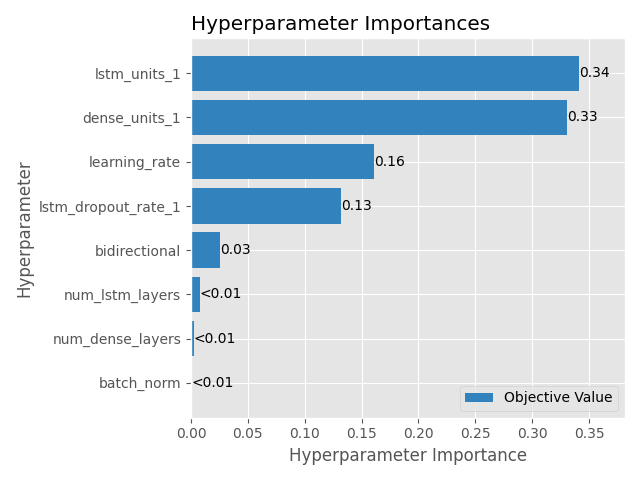 Hyperparameter Importances
Hyperparameter
lstm_units_1
0.34
dense_units_1
0.33
learning_rate
0.16
lstm_dropout_rate_1
0.13
bidirectional
0.03
num_lstm_layers
<0.01
num_dense_layers
<0.01
batch_norm
<0.01
Objective Value
0.00 0.05 0.10 0.15 0.20 0.25 0.30 0.35
Hyperparameter Importance